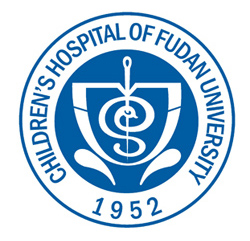 CHILDREN'S HOSPITAL OF FUDAN UNIVERSITY
1952